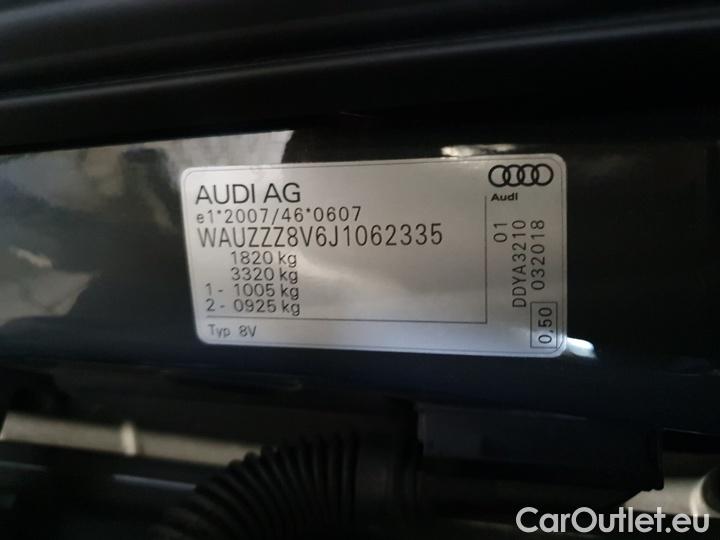 AUDI AG
e1*2007/46*0607
WAUZZZ8V6J1062335
1820 kg
3320 kg
1 - 1005 kg
2 - 0925 kg
Typ 8V
Audi
01
DDYA3210
032018
0,50
CarOutlet.eu